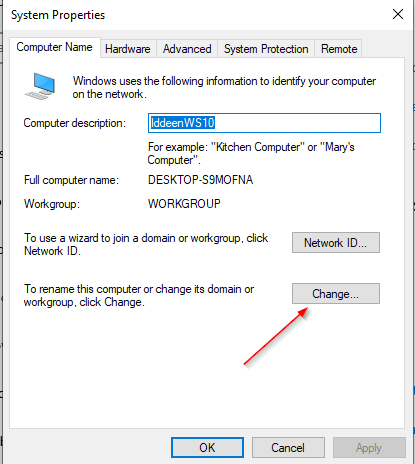 System Properties
Computer Name
Hardware
Advanced
System Protection
Remote
Windows uses the following information to identify your computer
on the network.
Computer description:
IddeenWS10
For example: "Kitchen Computer" or "Mary's
Computer".
Full computer name:
DESKTOP-S9MOFNA
Workgroup:
WORKGROUP
To use a wizard to join a domain or workgroup, click
Network ID.
Network ID...
To rename this computer or change its domain or
workgroup, click Change.
Change...
OK
Cancel
Apply